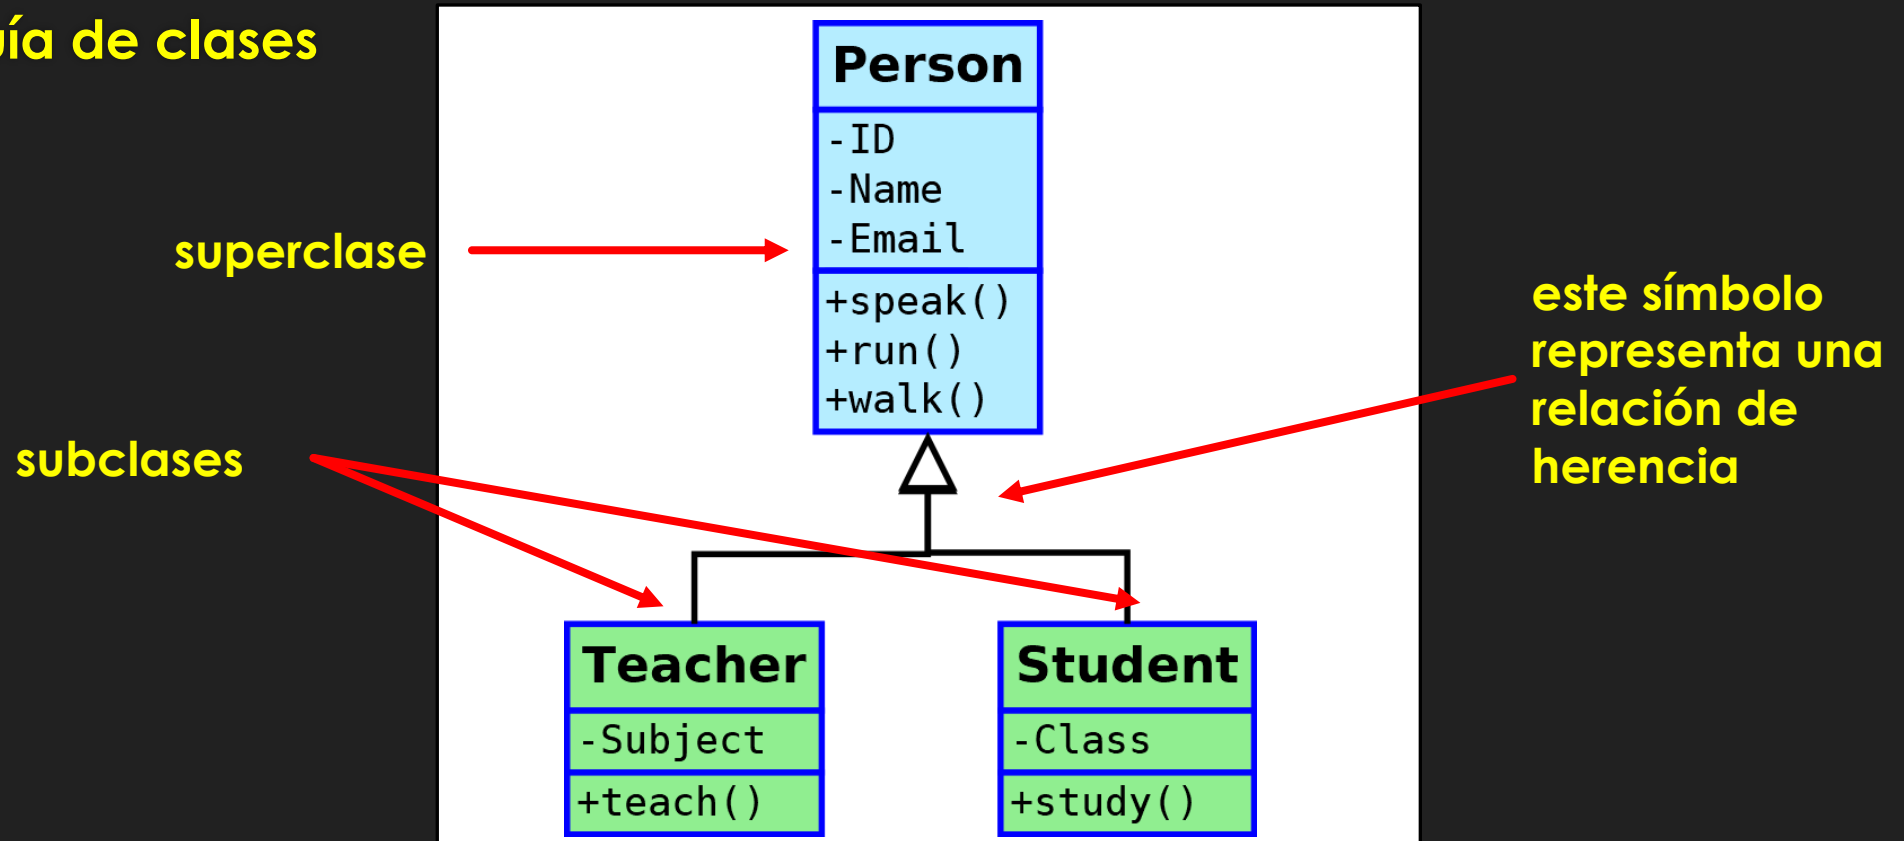 ía de clases
Person
-ID
-Name
-Email
+speak()
+run()
+walk()
superclase
este símbolo
representa una
relación de
herencia
subclases
Teacher
-Subject
+teach()
Student
-Class
+study()